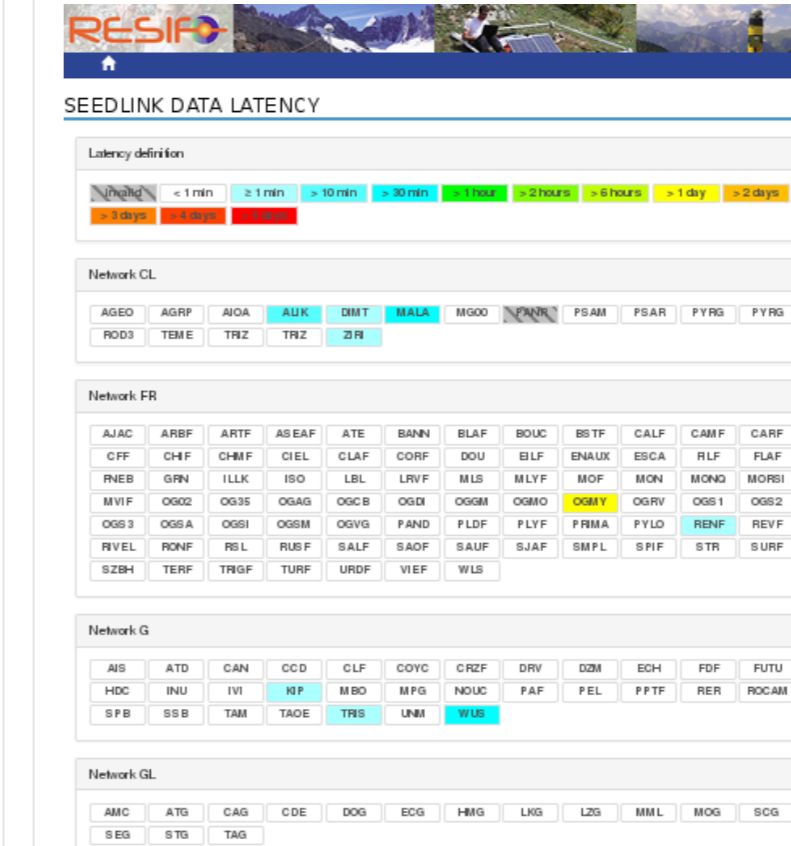 RESIF
SEEDLINK DATA LATENCY
Latency definition
invalid < 1 min ≥ 1 min > 10 min > 30 min > 1 hour > 2 hours > 6 hours > 1 day > 2 days
> 3 days > 4 days
Network CL
AGEO AGRP AIOA ALIK DIMT MALA MG00 PANR PSAM PSAR PYRG PYRG
ROD3 TEME TRIZ TRIZ ZIRI
Network FR
AJAC ARBF ARTF ASEAF ATE BANN BLAF BOUC BSTF CALF CAMF CARF
CFF CHIF CHMF CIEL CLAF CORF DOU EILF ENAUX ESCA FILF FLAF
FNEB GRN ILLK ISO LBL LRVF MLS MLYF MOF MON MONQ MORSI
MVIF OG02 OG35 OGAG OGCB OGDI OGGM OGMO OGMY OGRV OGS1 OGS2
OGS3 OGSA OGSI OGSM OGVG PAND PLDF PLYF PRIMA PYLO RENF REVF
RIVEL RONF RSL RUSF SALF SAOF SAUF SJAF SMPL SPIF STR SURF
SZBH TERF TRIGF TURF URDF VIEF WLS
Network G
AIS ATD CAN CCD CLF COYC CRZF DRV DZM ECH FDF FUTU
HDC INU IVI KIP MBO MPG NOUC PAF PEL PPTF RER ROCAM
SPB SSB TAM TAOE TRIS UNM WUS
Network GL
AMC ATG CAG CDE DOG ECG HMG LKG LZG MML MOG SCG
SEG STG TAG